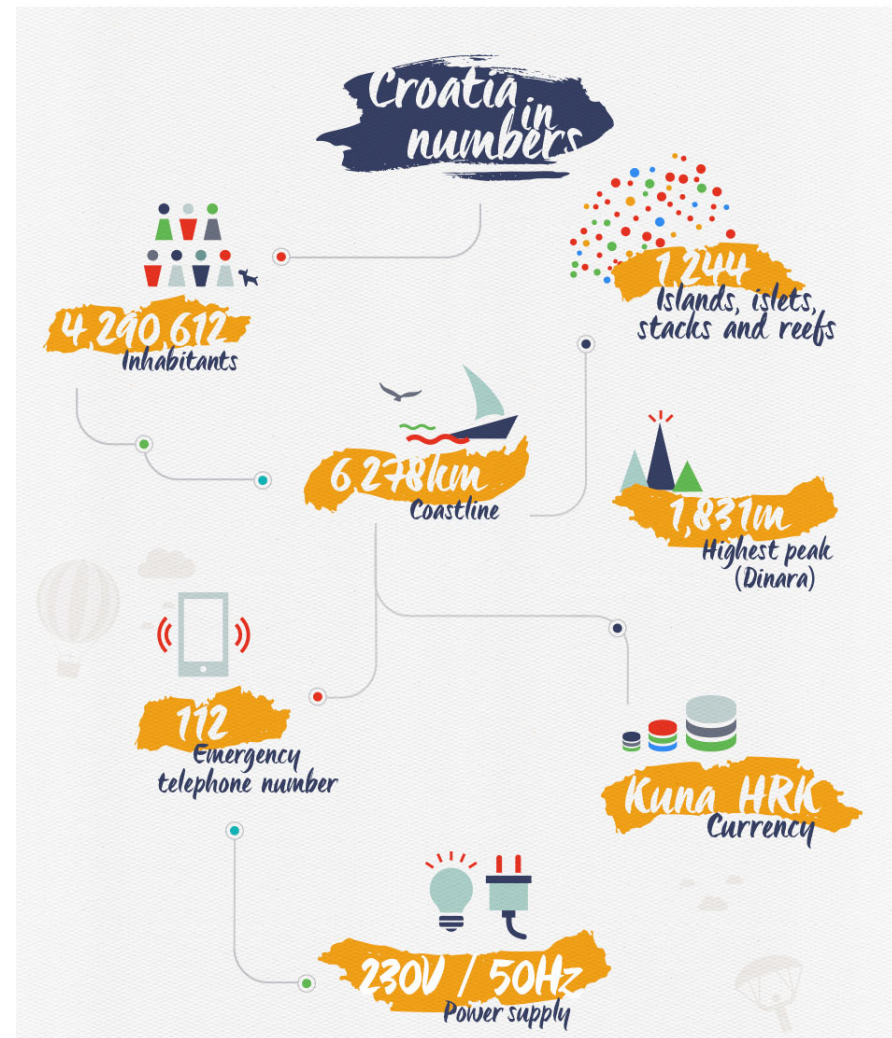 Croatia in
numbers
4 290 612
Inhabitants
1 244
Islands, islets,
stacks and reefs
6 278km
Coastline
1,831m
Highest peak
(Dinara)
112
Emergency
telephone number
Kuna HRK
Currency
230V / 50Hz
Power supply